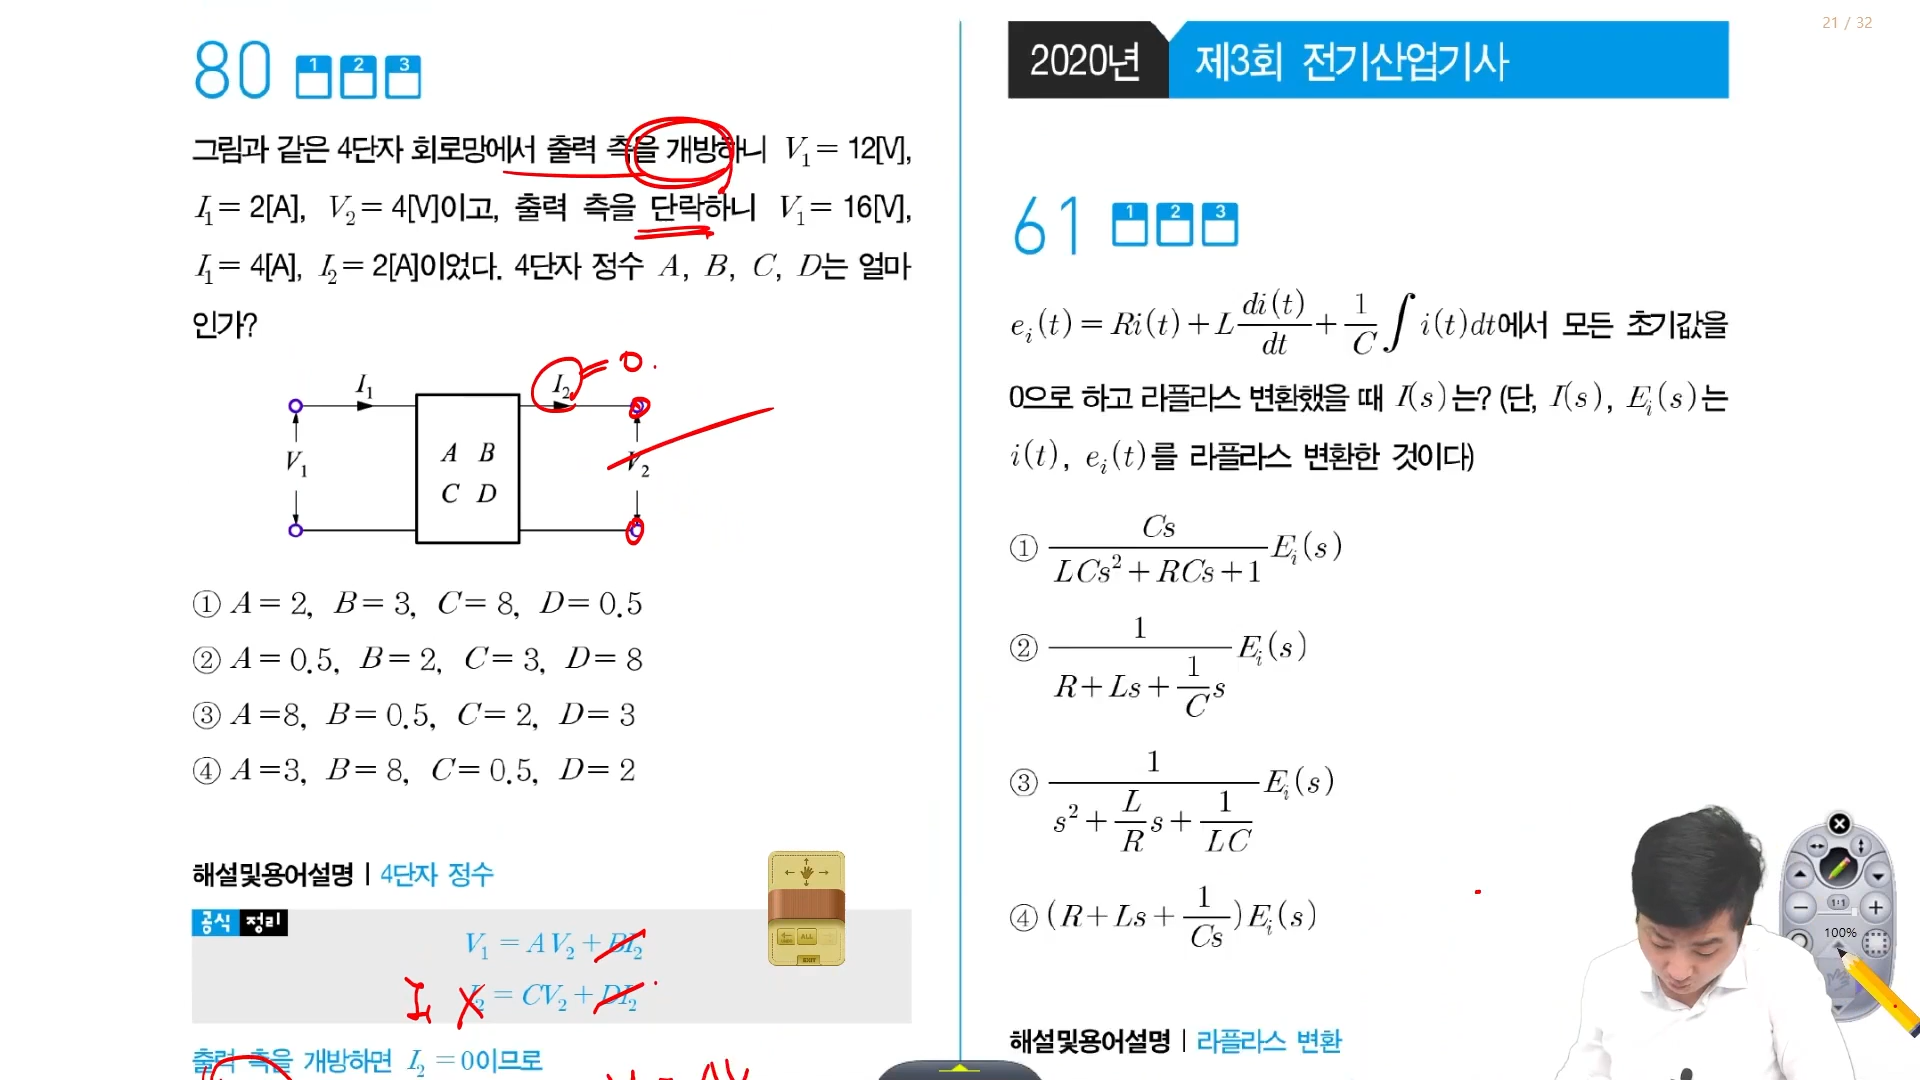 21 / 32
80 1 2 3
그림과 같은 4단자 회로망에서 출력 측을 개방하니 V₁ = 12[V],
I₁ = 2[A], V₂ = 4[V]이고, 출력 측을 단락하니 V₁ = 16[V],
I₁ = 4[A], I₂ = 2[A]이었다. 4단자 정수 A, B, C, D는 얼마
인가?
I₁ I₂ = 0.
V₁ A B V₂
C D
① A = 2, B = 3, C = 8, D = 0.5
② A = 0.5, B = 2, C = 3, D = 8
③ A =8, B = 0.5, C = 2, D = 3
④ A =3, B = 8, C = 0.5, D = 2
해설및용어설명 | 4단자 정수
공식 정리
V₁ = AV₂ + BI₂
I₁ I₂ = CV₂ + DI₂
출력 측을 개방하면 I₂ = 0이므로
2020년 제3회 전기산업기사
61 1 2 3
eᵢ(t) = Ri(t) + L di(t)/dt + 1/C ∫ i(t)dt에서 모든 초기값을
0으로 하고 라플라스 변환했을 때 I(s)는? (단, I(s), Eᵢ(s)는
i(t), eᵢ(t)를 라플라스 변환한 것이다)
① Cs/(LCs² + RCs + 1) Eᵢ(s)
② 1/(R + Ls + 1/C s) Eᵢ(s)
③ 1/(s² + L/R s + 1/LC) Eᵢ(s)
④ (R + Ls + 1/Cs)Eᵢ(s)
해설및용어설명 | 라플라스 변환
ALL
EXIT
1:1
100%